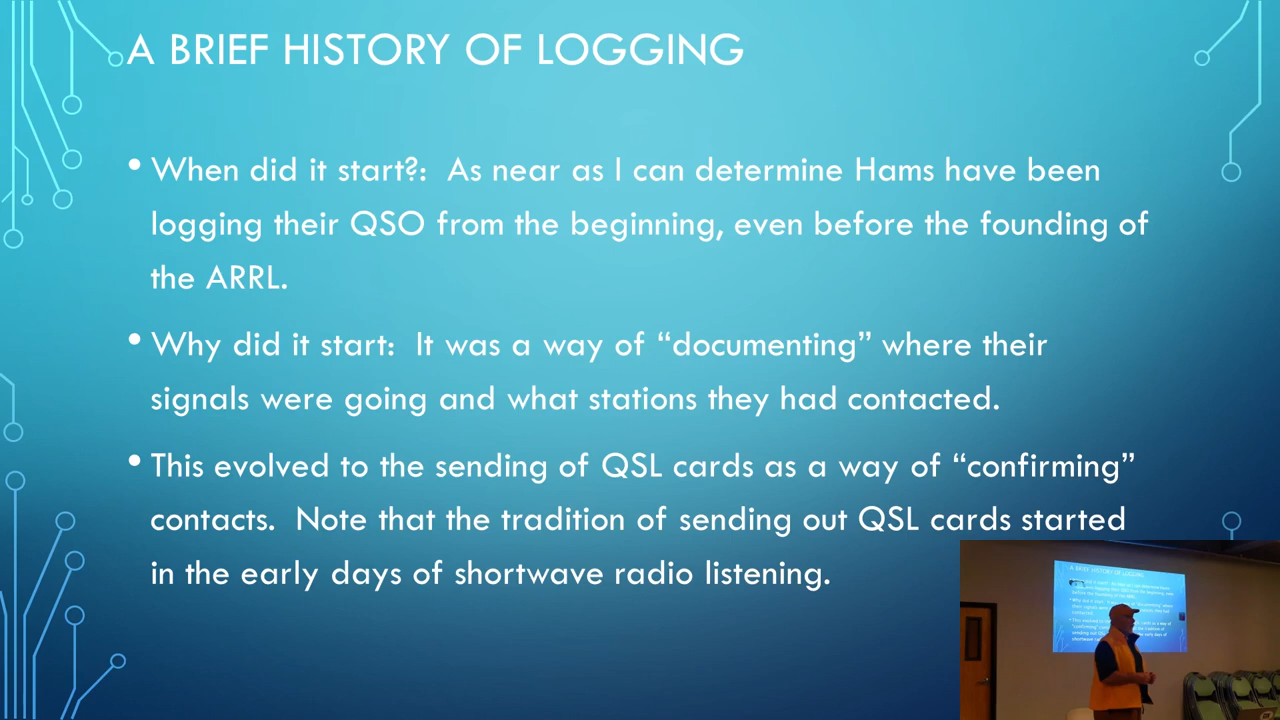 A BRIEF HISTORY OF LOGGING
• When did it start?: As near as I can determine Hams have been
logging their QSO from the beginning, even before the founding of
the ARRL.
• Why did it start: It was a way of “documenting” where their
signals were going and what stations they had contacted.
• This evolved to the sending of QSL cards as a way of “confirming”
contacts. Note that the tradition of sending out QSL cards started
in the early days of shortwave radio listening.
A BRIEF HISTORY OF LOGGING